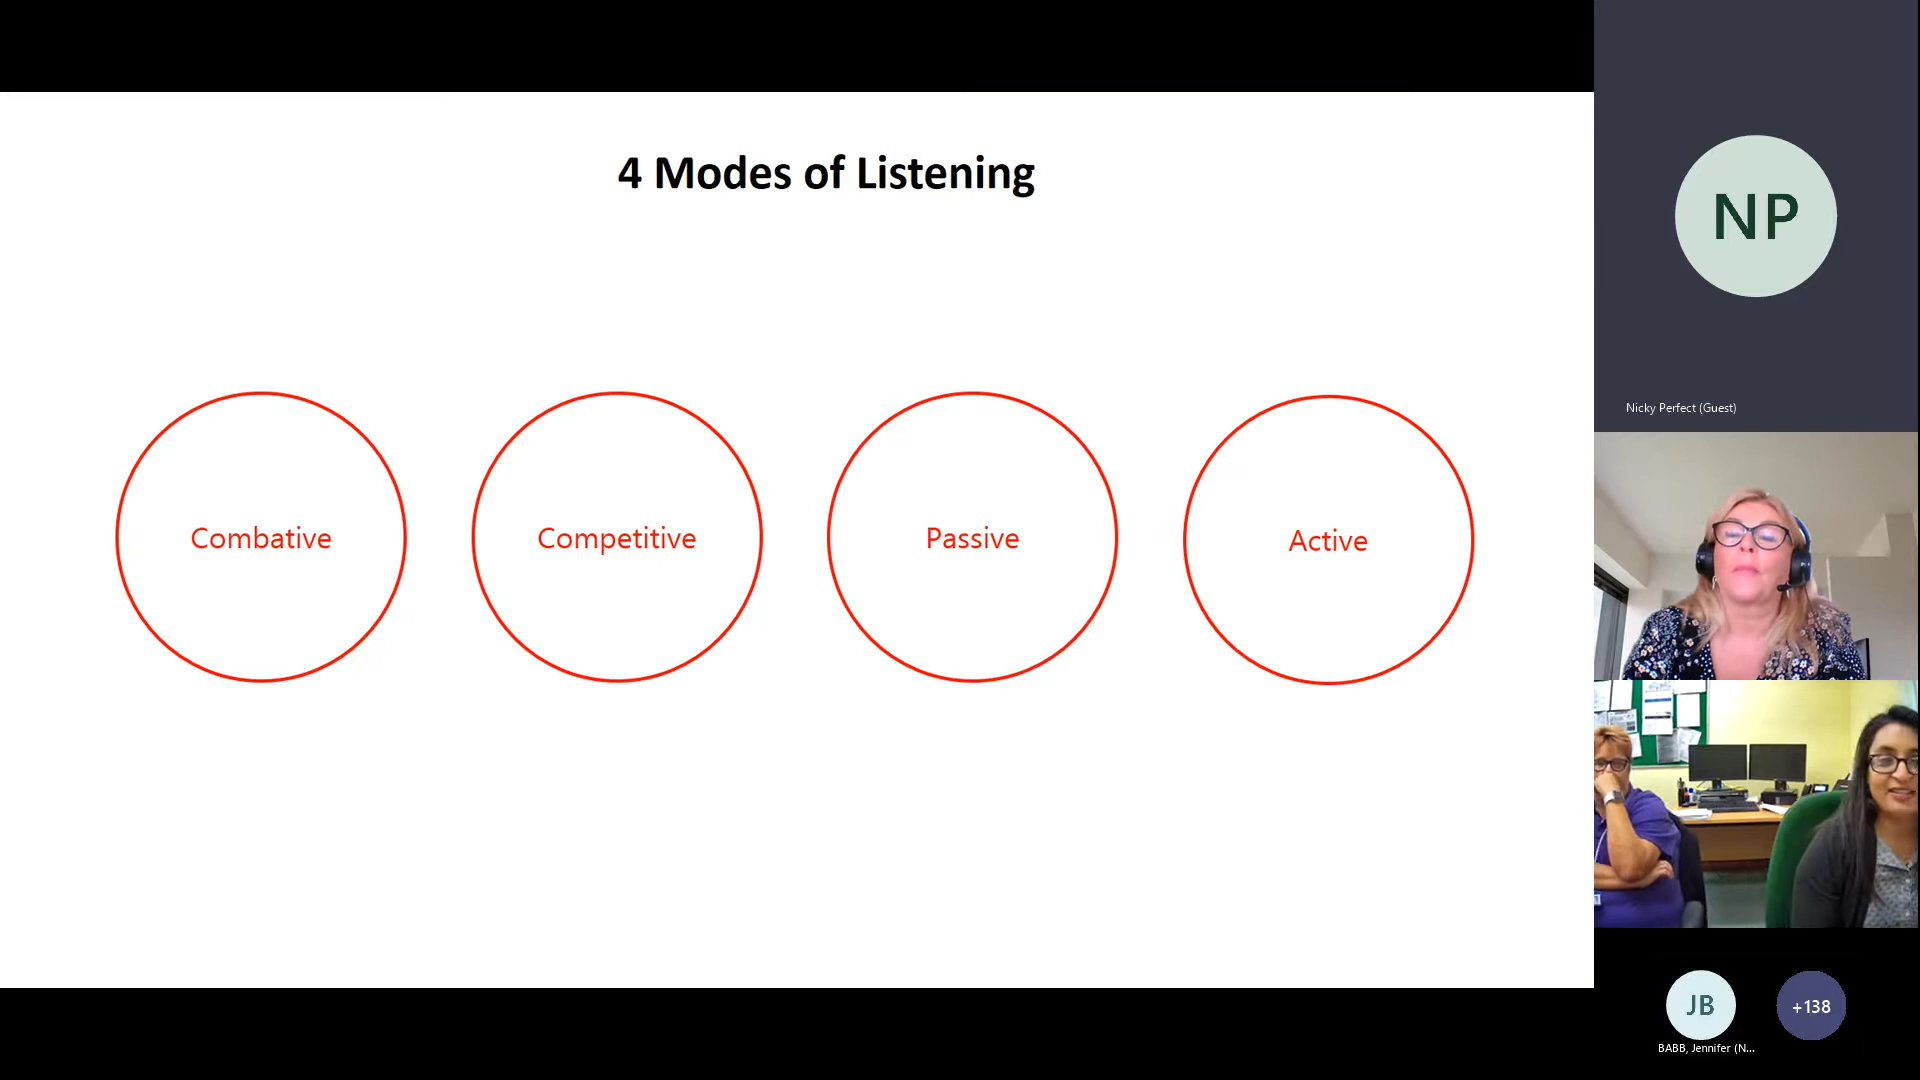 4 Modes of Listening
Combative
Competitive
Passive
Active
NP
Nicky Perfect (Guest)
JB
+138
BABB, Jennifer (N...